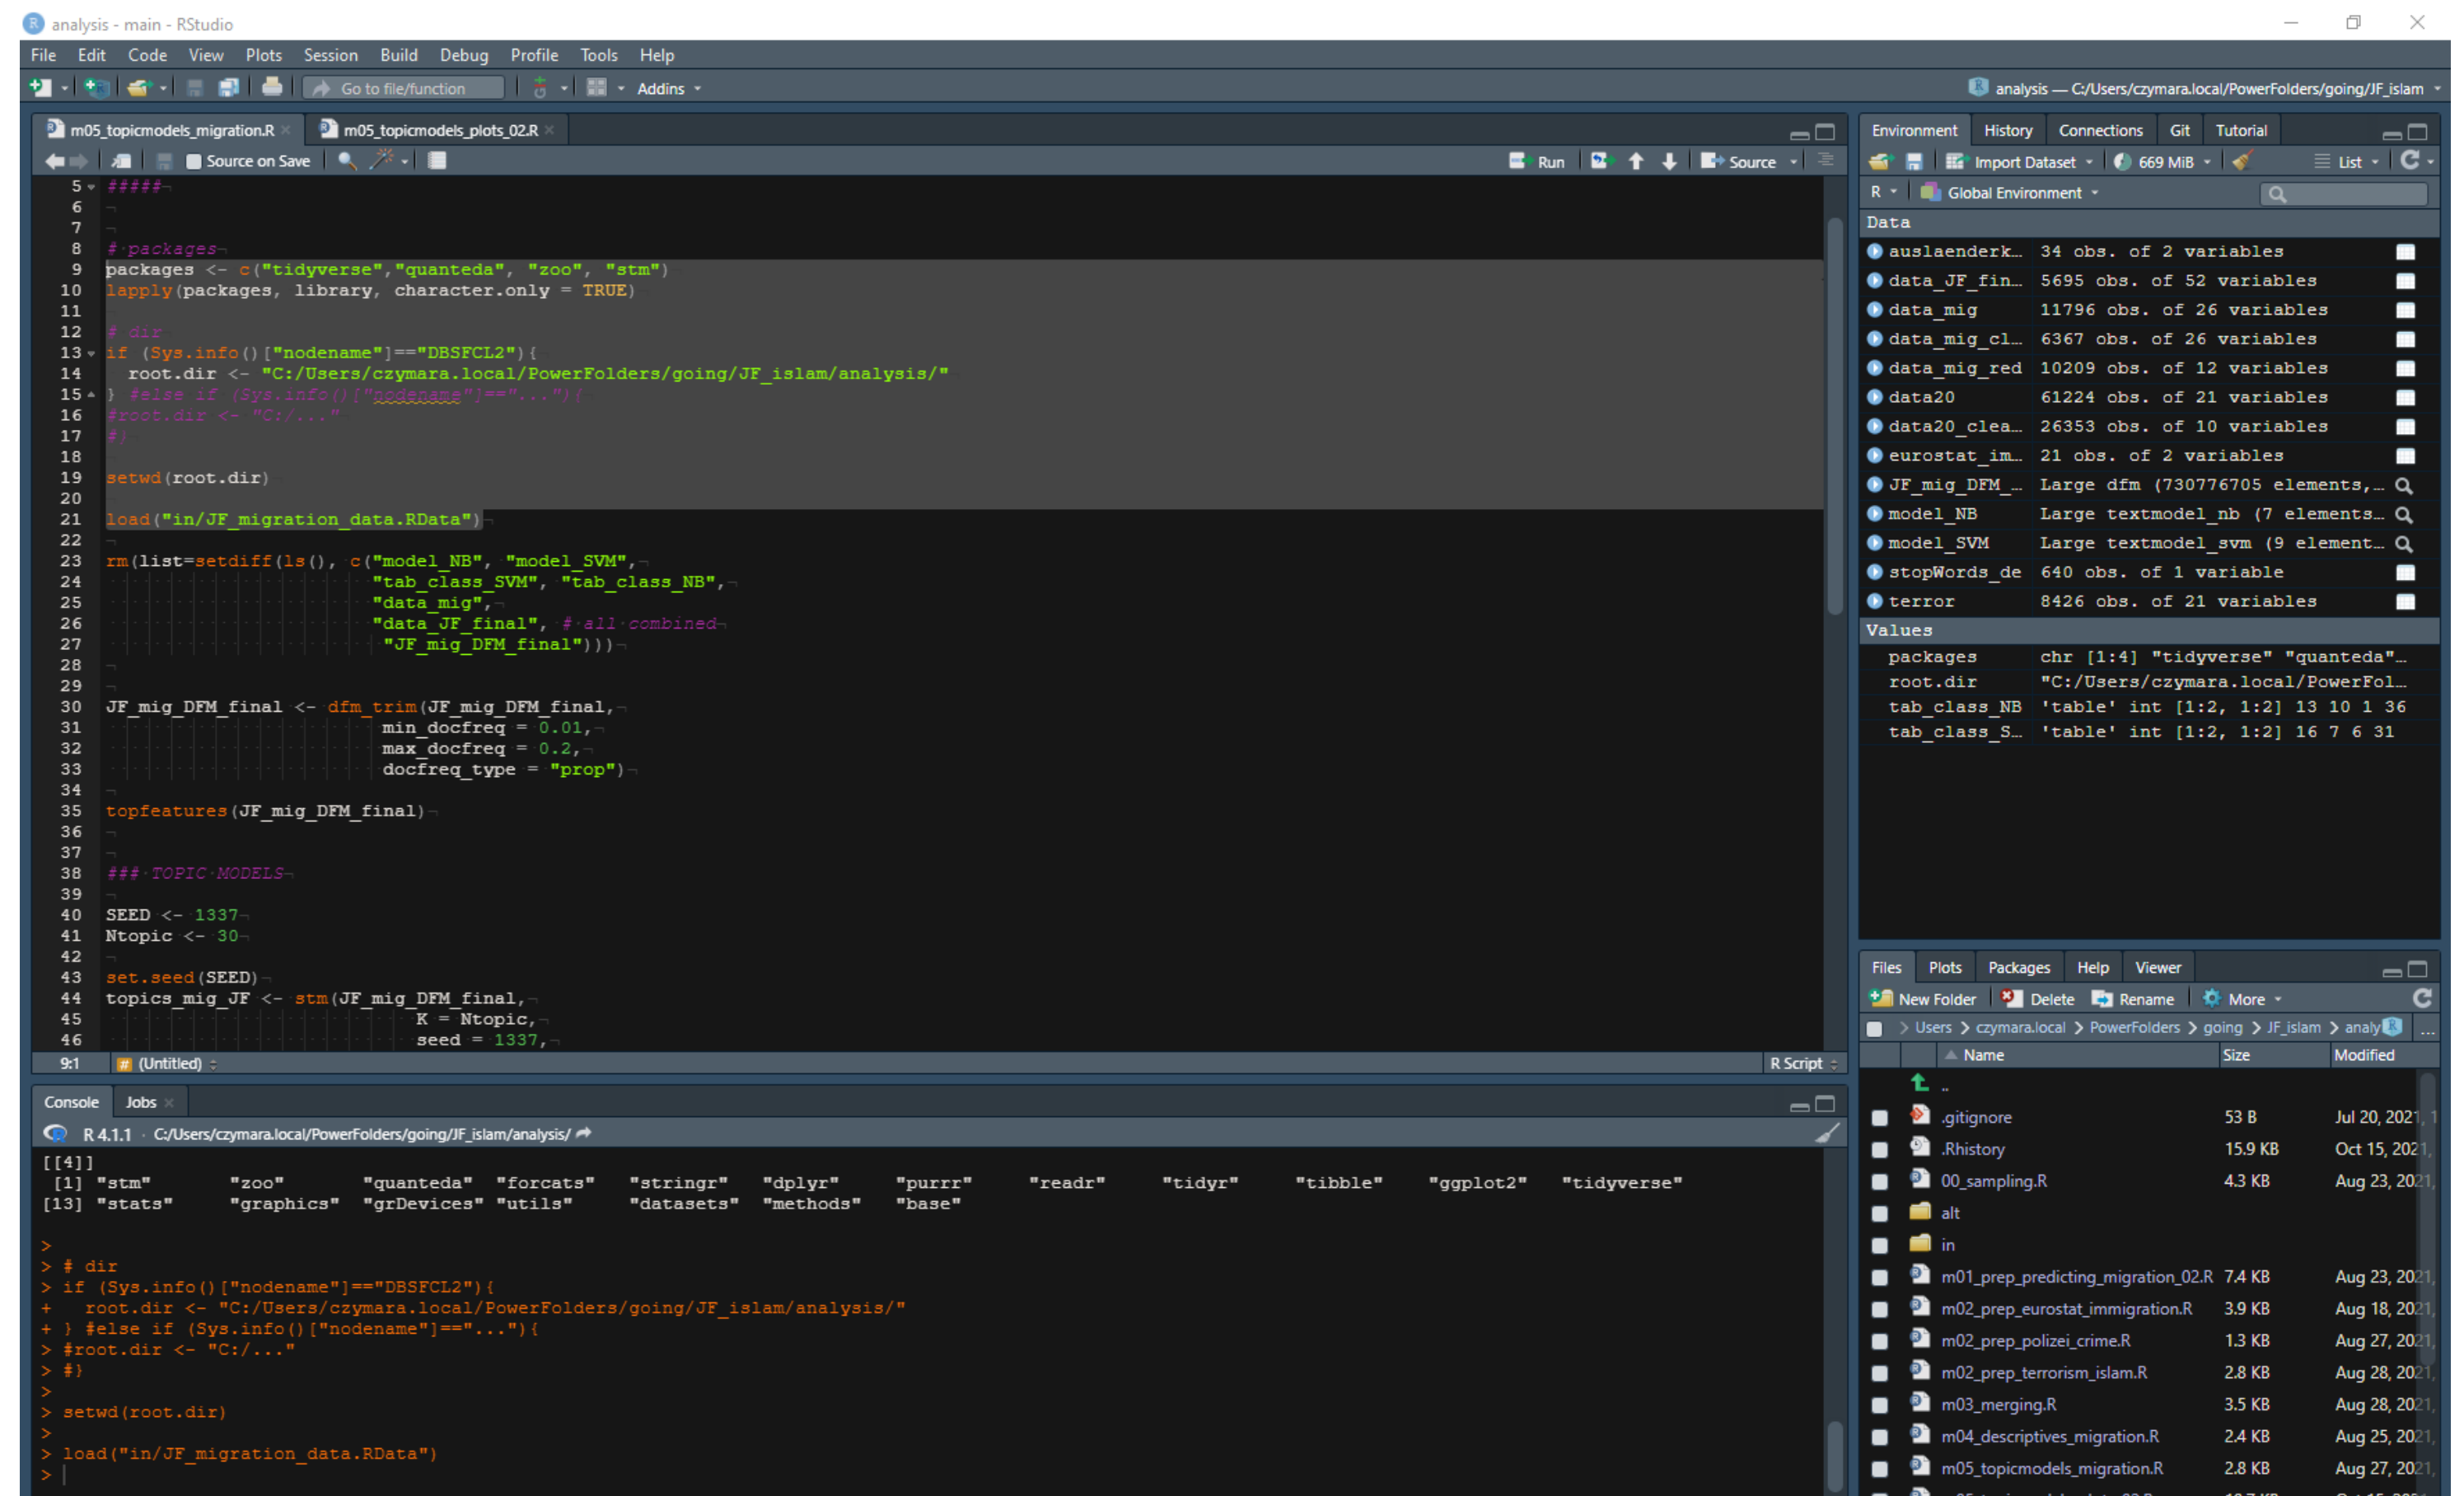 analysis - main - RStudio
File Edit Code View Plots Session Build Debug Profile Tools Help
Go to file/function Addins
analysis — C:/Users/czymara.local/PowerFolders/going/JF_islam
m05_topicmodels_migration.R
m05_topicmodels_plots_02.R
Source on Save Run Source
5 #####
6
7
8 # packages
9 packages <- c("tidyverse","quanteda", "zoo", "stm")
10 lapply(packages, library, character.only = TRUE)
11
12 # dir
13 if (Sys.info()["nodename"]=="DBSFCL2"){
14 root.dir <- "C:/Users/czymara.local/PowerFolders/going/JF_islam/analysis/"
15 } #else if (Sys.info()["nodename"]=="..."){
16 #root.dir <- "C:/..."
17 #}
18
19 setwd(root.dir)
20
21 load("in/JF_migration_data.RData")
22
23 rm(list=setdiff(ls(), c("model_NB", "model_SVM",
24 "tab_class_SVM", "tab_class_NB",
25 "data_mig",
26 "data_JF_final", # all combined
27 "JF_mig_DFM_final")))
28
29
30 JF_mig_DFM_final <- dfm_trim(JF_mig_DFM_final,
31 min_docfreq = 0.01,
32 max_docfreq = 0.2,
33 docfreq_type = "prop")
34
35 topfeatures(JF_mig_DFM_final)
36
37
38 ### TOPIC MODELS
39
40 SEED <- 1337
41 Ntopic <- 30
42
43 set.seed(SEED)
44 topics_mig_JF <- stm(JF_mig_DFM_final,
45 K = Ntopic,
46 seed = 1337,
9:1 # (Untitled) R Script
Console Jobs
R 4.1.1 · C:/Users/czymara.local/PowerFolders/going/JF_islam/analysis/
[[4]]
[1] "stm" "zoo" "quanteda" "forcats" "stringr" "dplyr" "purrr" "readr" "tidyr" "tibble" "ggplot2" "tidyverse"
[13] "stats" "graphics" "grDevices" "utils" "datasets" "methods" "base"
>
> # dir
> if (Sys.info()["nodename"]=="DBSFCL2"){
+ root.dir <- "C:/Users/czymara.local/PowerFolders/going/JF_islam/analysis/"
+ } #else if (Sys.info()["nodename"]=="..."){
> #root.dir <- "C:/..."
> #}
>
> setwd(root.dir)
>
> load("in/JF_migration_data.RData")
>
Environment History Connections Git Tutorial
Import Dataset 669 MiB List
R Global Environment
Data
auslaenderk… 34 obs. of 2 variables
data_JF_fin… 5695 obs. of 52 variables
data_mig 11796 obs. of 26 variables
data_mig_cl… 6367 obs. of 26 variables
data_mig_red 10209 obs. of 12 variables
data20 61224 obs. of 21 variables
data20_clea… 26353 obs. of 10 variables
eurostat_im… 21 obs. of 2 variables
JF_mig_DFM_… Large dfm (730776705 elements,…
model_NB Large textmodel_nb (7 elements…
model_SVM Large textmodel_svm (9 element…
stopWords_de 640 obs. of 1 variable
terror 8426 obs. of 21 variables
Values
packages chr [1:4] "tidyverse" "quanteda"…
root.dir "C:/Users/czymara.local/PowerFol…
tab_class_NB 'table' int [1:2, 1:2] 13 10 1 36
tab_class_S… 'table' int [1:2, 1:2] 16 7 6 31
Files Plots Packages Help Viewer
New Folder Delete Rename More
> Users > czymara.local > PowerFolders > going > JF_islam > analy …
Name Size Modified
..
.gitignore 53 B Jul 20, 2021, 1
.Rhistory 15.9 KB Oct 15, 2021,
00_sampling.R 4.3 KB Aug 23, 2021,
alt
in
m01_prep_predicting_migration_02.R 7.4 KB Aug 23, 2021,
m02_prep_eurostat_immigration.R 3.9 KB Aug 18, 2021,
m02_prep_polizei_crime.R 1.3 KB Aug 27, 2021,
m02_prep_terrorism_islam.R 2.8 KB Aug 28, 2021,
m03_merging.R 3.5 KB Aug 28, 2021,
m04_descriptives_migration.R 2.4 KB Aug 25, 2021,
m05_topicmodels_migration.R 2.8 KB Aug 27, 2021,